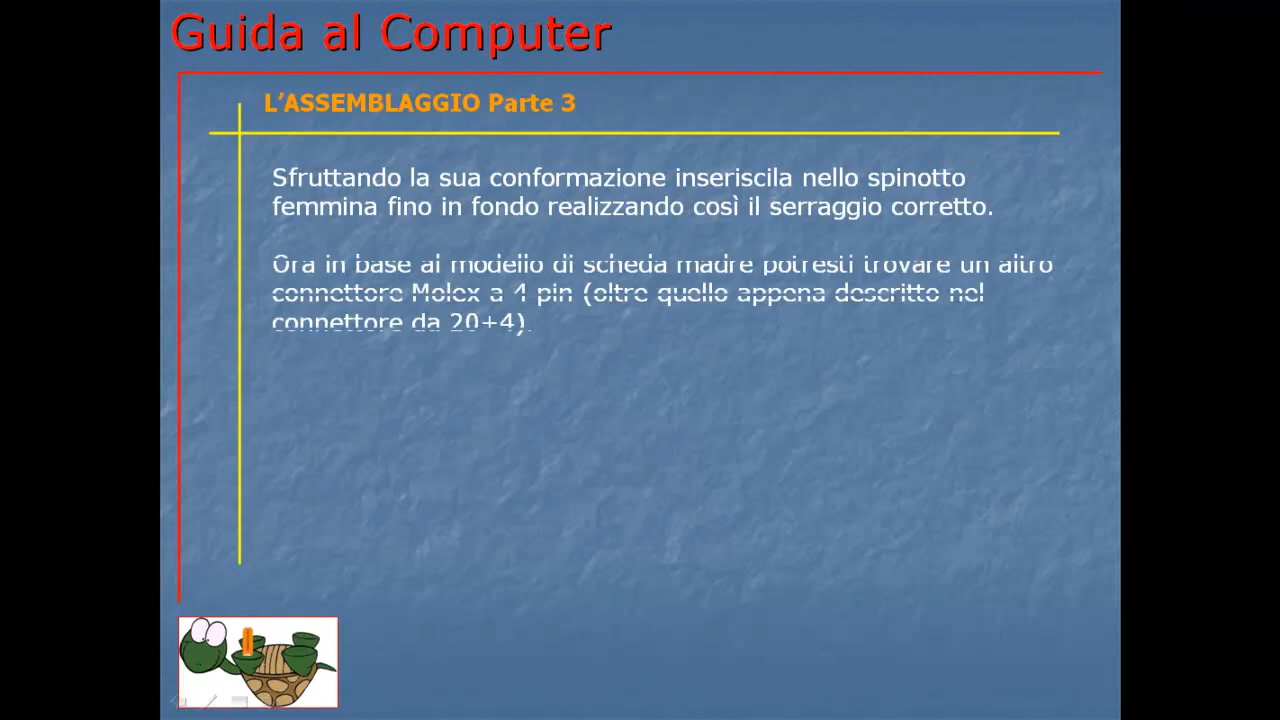 Guida al Computer
L'ASSEMBLAGGIO Parte 3
Sfruttando la sua conformazione inseriscila nello spinotto
femmina fino in fondo realizzando così il serraggio corretto.
Ora in base al modello di scheda madre potresti trovare un altro
connettore Molex a 4 pin (oltre quello appena descritto nel
connettore da 20+4).